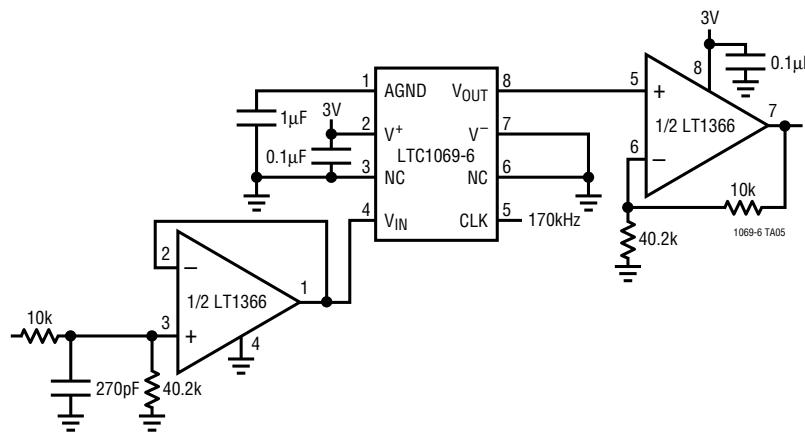 3V
0.1µF
8
5
+
7
1/2 LT1366
6
−
10k
40.2k
1069-6 TA05
1
AGND
VOUT
8
1µF
3V
2
V+
V−
7
0.1µF
LTC1069-6
3
NC
NC
6
4
VIN
CLK
5
170kHz
2
−
1
1/2 LT1366
10k
3
+
4
270pF
40.2k